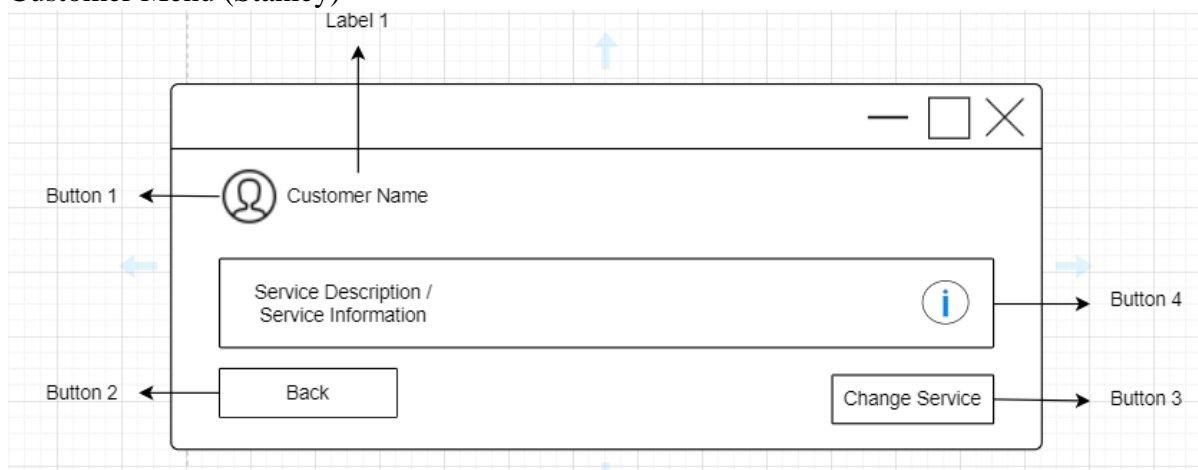 Customer Menu (Stanley)
Label 1
Button 1
Customer Name
Service Description /
Service Information
i
Button 4
Button 2
Back
Change Service
Button 3